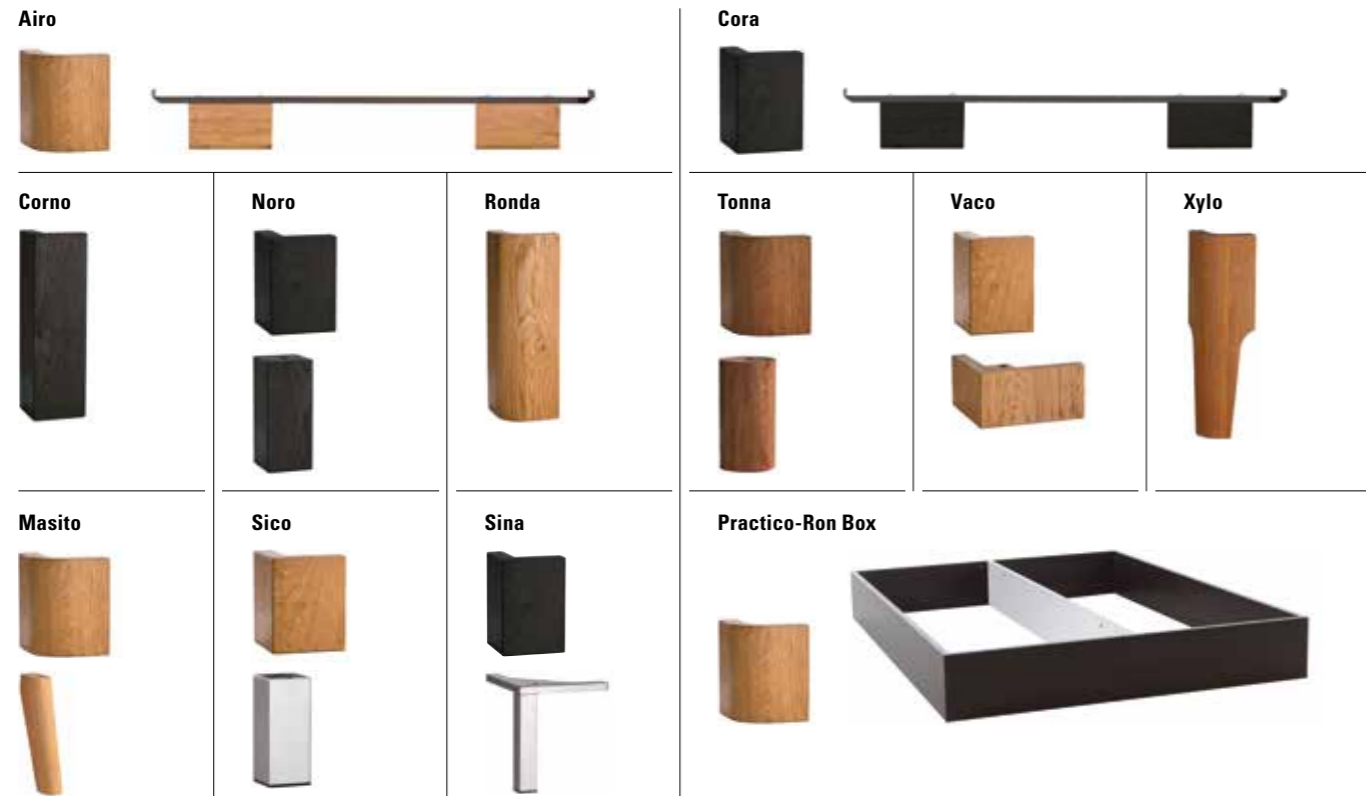 Airo
Cora
Corno
Noro
Ronda
Tonna
Vaco
Xylo
Masito
Sico
Sina
Practico-Ron Box